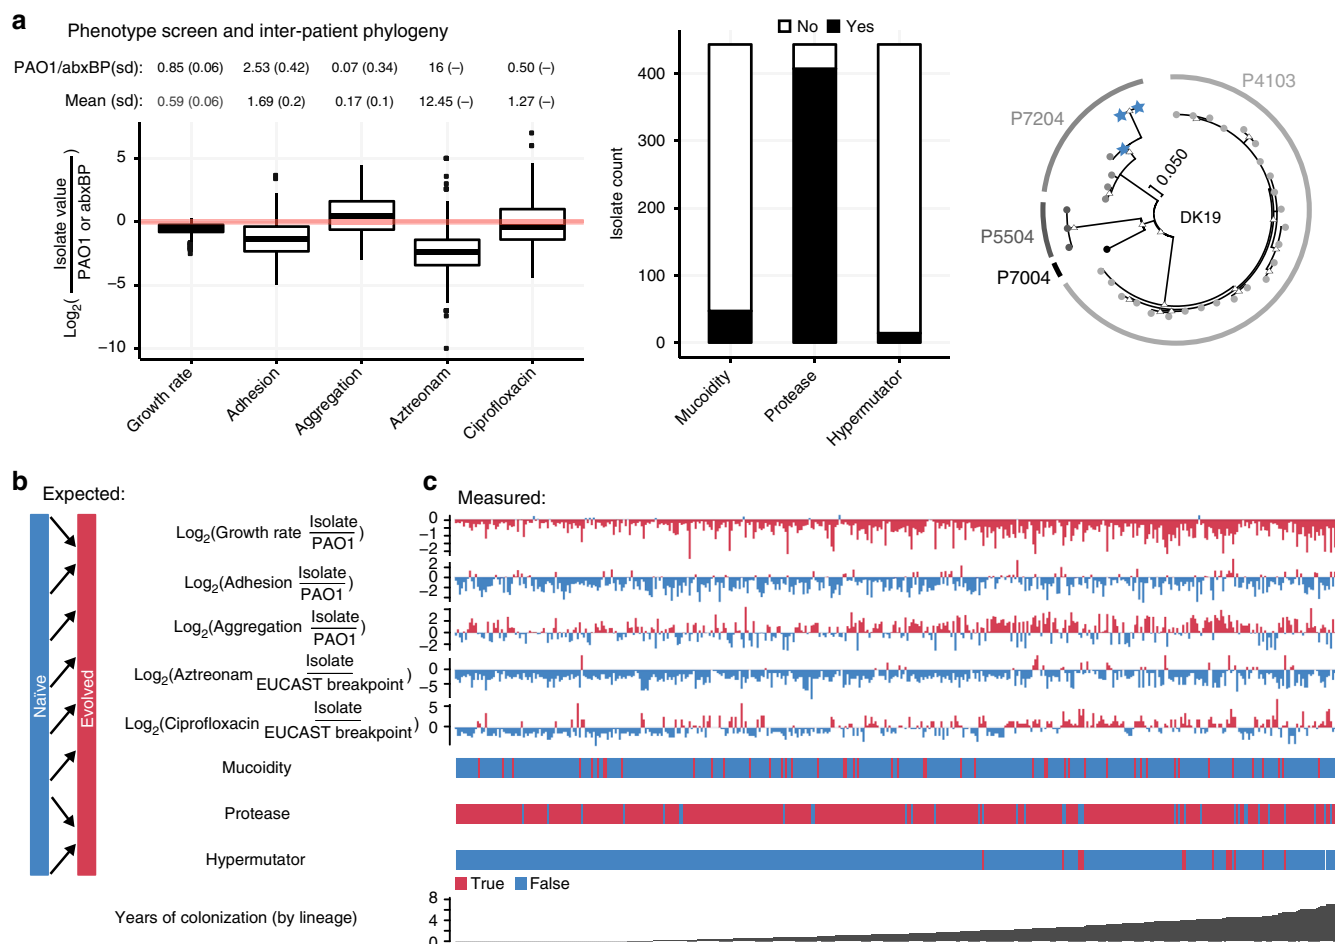 a
Phenotype screen and inter-patient phylogeny
PAO1/abxBP(sd): 0.85 (0.06) 2.53 (0.42) 0.07 (0.34) 16 (–) 0.50 (–)
Mean (sd): 0.59 (0.06) 1.69 (0.2) 0.17 (0.1) 12.45 (–) 1.27 (–)
Log2( Isolate value / PAO1 or abxBP )
5
0
−5
−10
Growth rate
Adhesion
Aggregation
Aztreonam
Ciprofloxacin
No Yes
Isolate count
400
300
200
100
0
Mucoidity
Protease
Hypermutator
P4103
P7204
0.050
DK19
P5504
P7004
b
Expected:
Naïve
Evolved
c
Measured:
Log2(Growth rate Isolate / PAO1)
0
−1
−2
Log2(Adhesion Isolate / PAO1)
2
0
−2
Log2(Aggregation Isolate / PAO1)
2
0
−2
Log2(Aztreonam Isolate / EUCAST breakpoint)
0
−5
Log2(Ciprofloxacin Isolate / EUCAST breakpoint)
5
0
Mucoidity
Protease
Hypermutator
True False
Years of colonization (by lineage)
8
4
0